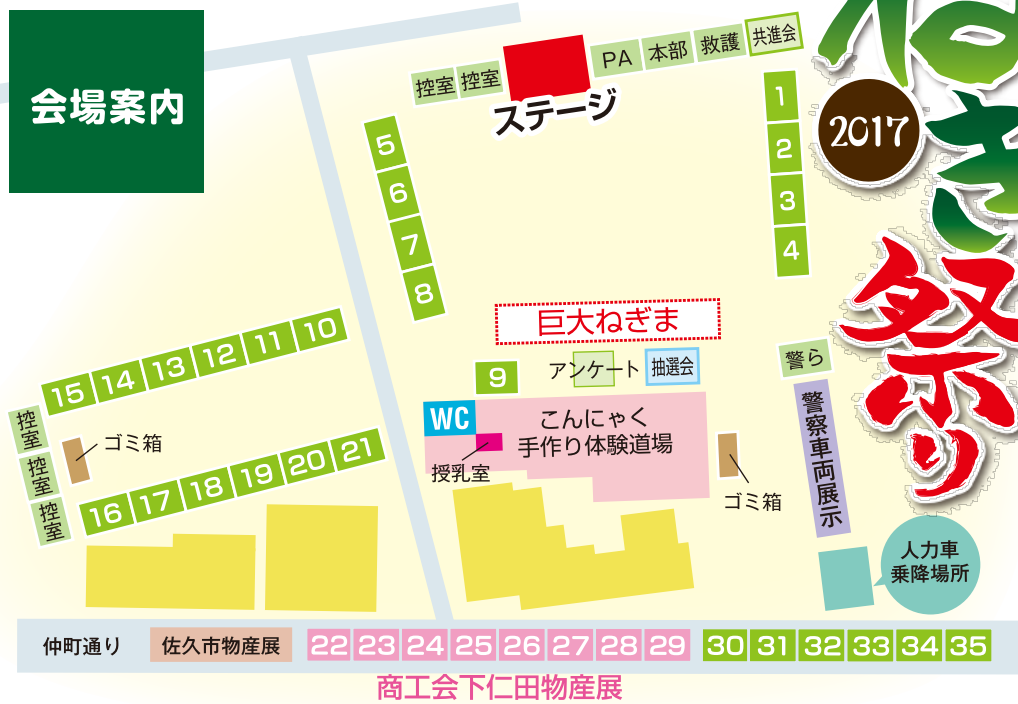 会場案内
ねぎ祭り
2017
控室
控室
ステージ
PA
本部
救護
共進会
1
2
3
4
5
6
7
8
巨大ねぎま
9
アンケート
抽選会
警ら
警察車両展示
WC
こんにゃく
手作り体験道場
授乳室
ゴミ箱
15
14
13
12
11
10
控室
控室
控室
ゴミ箱
16
17
18
19
20
21
人力車
乗降場所
仲町通り
佐久市物産展
22
23
24
25
26
27
28
29
30
31
32
33
34
35
商工会下仁田物産展